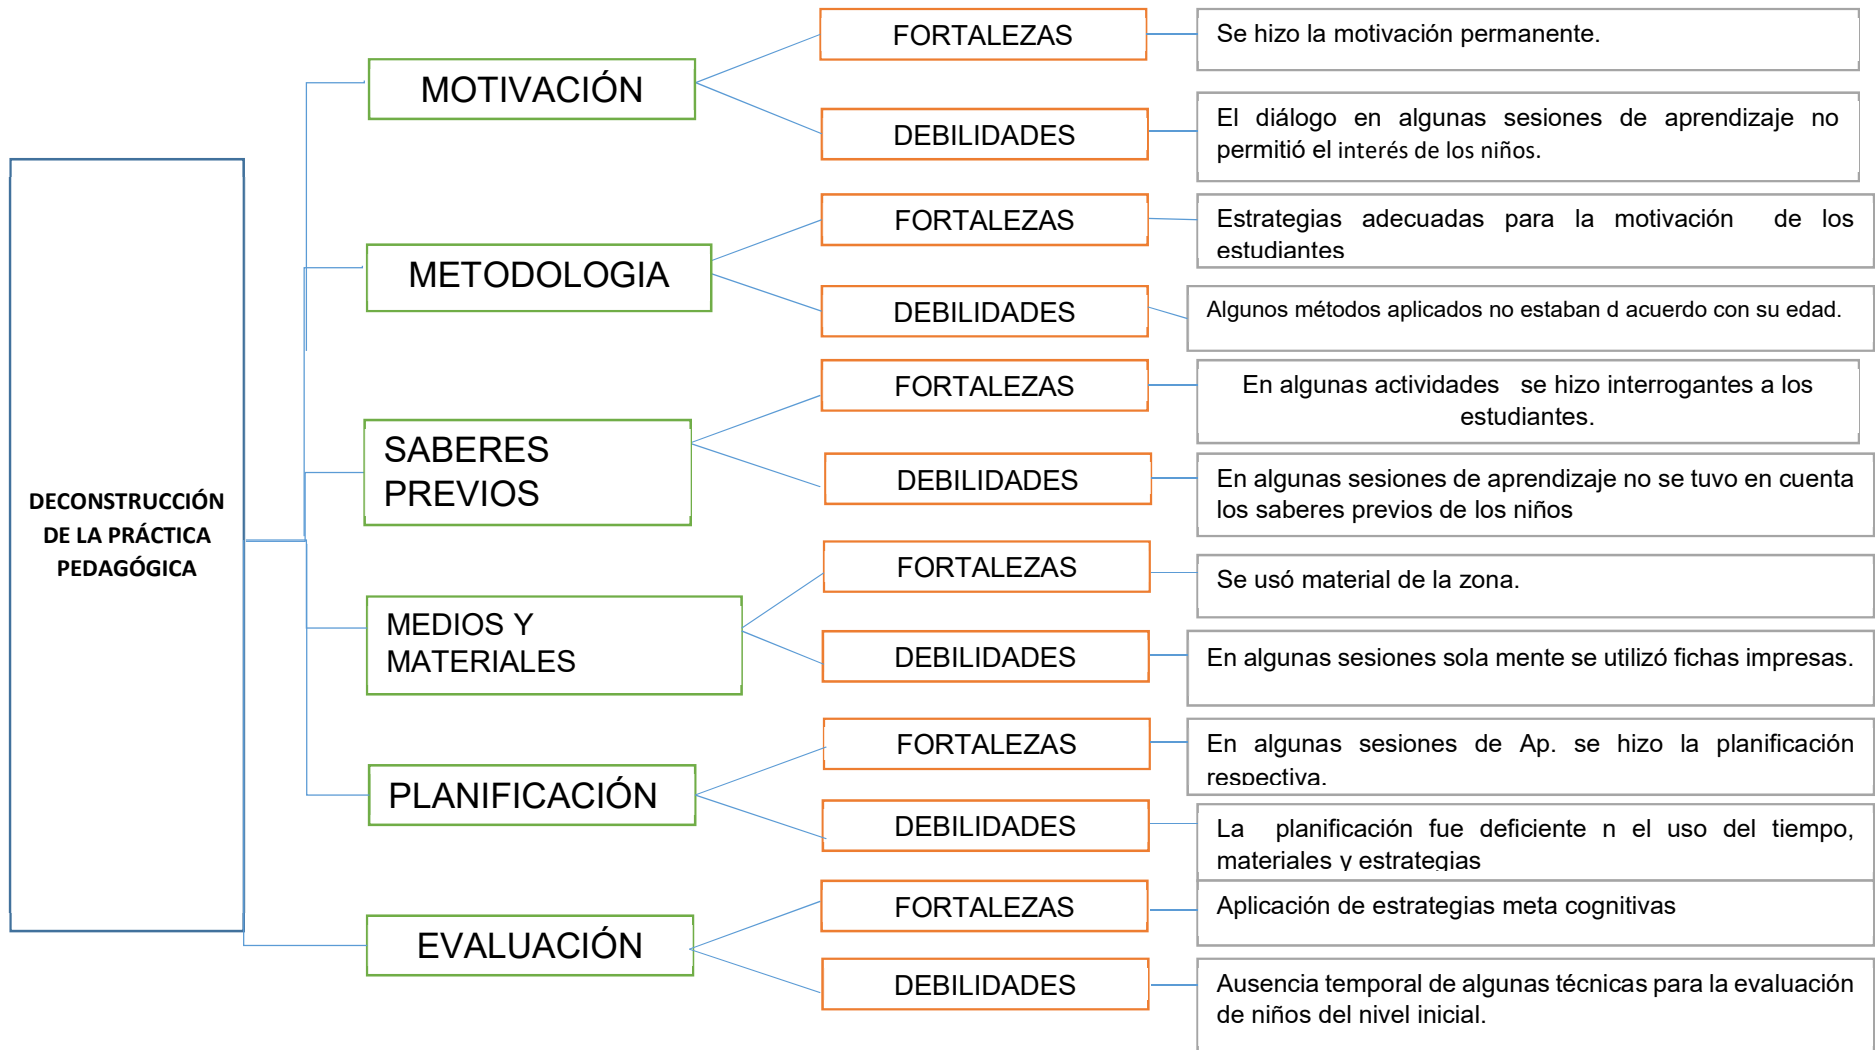 DECONSTRUCCIÓN
DE LA PRÁCTICA
PEDAGÓGICA
MOTIVACIÓN
FORTALEZAS
Se hizo la motivación permanente.
DEBILIDADES
El diálogo en algunas sesiones de aprendizaje no
permitió el interés de los niños.
METODOLOGIA
FORTALEZAS
Estrategias adecuadas para la motivación de los
estudiantes
DEBILIDADES
Algunos métodos aplicados no estaban d acuerdo con su edad.
SABERES
PREVIOS
FORTALEZAS
En algunas actividades se hizo interrogantes a los
estudiantes.
DEBILIDADES
En algunas sesiones de aprendizaje no se tuvo en cuenta
los saberes previos de los niños
MEDIOS Y
MATERIALES
FORTALEZAS
Se usó material de la zona.
DEBILIDADES
En algunas sesiones sola mente se utilizó fichas impresas.
PLANIFICACIÓN
FORTALEZAS
En algunas sesiones de Ap. se hizo la planificación
respectiva.
DEBILIDADES
La planificación fue deficiente n el uso del tiempo,
materiales y estrategias
EVALUACIÓN
FORTALEZAS
Aplicación de estrategias meta cognitivas
DEBILIDADES
Ausencia temporal de algunas técnicas para la evaluación
de niños del nivel inicial.